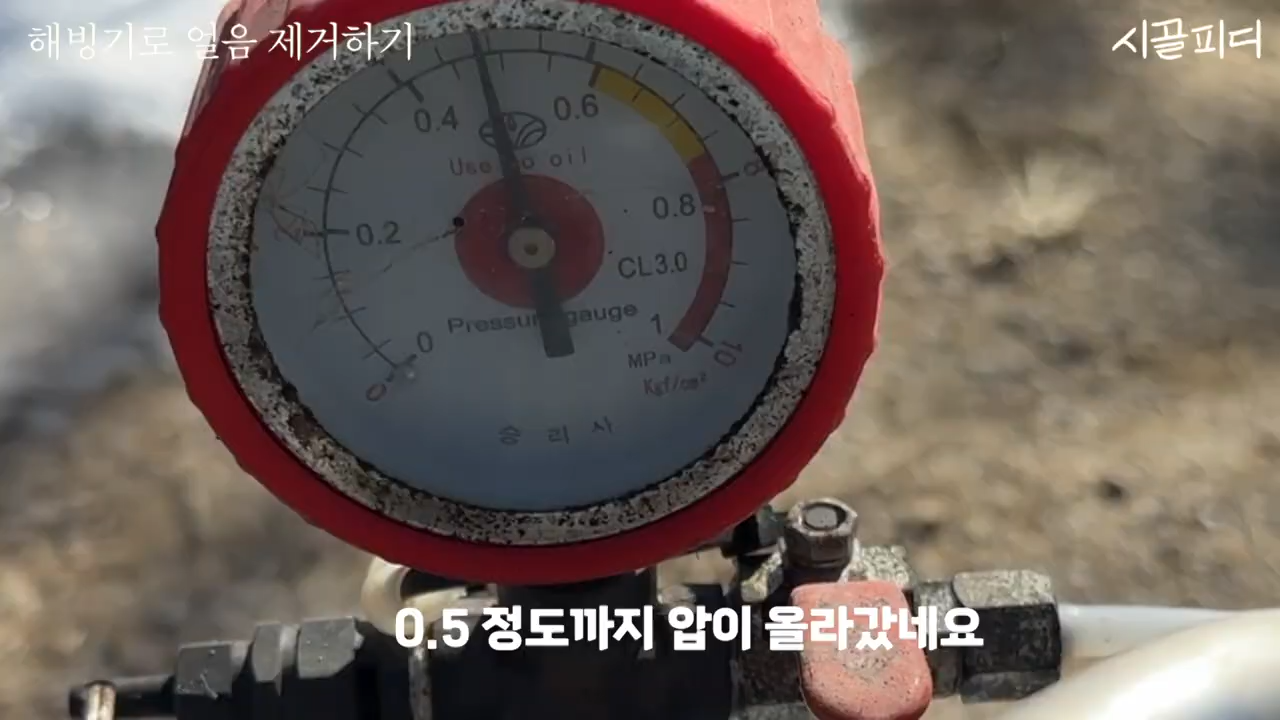 해빙기로 얼음 제거하기
시골피디
0.4
0.6
Use no oil
0.2
0.8
CL3.0
Pressure gauge
0
1
MPa
10
Kgf/cm²
0
승리사
0.5 정도까지 압이 올라갔네요